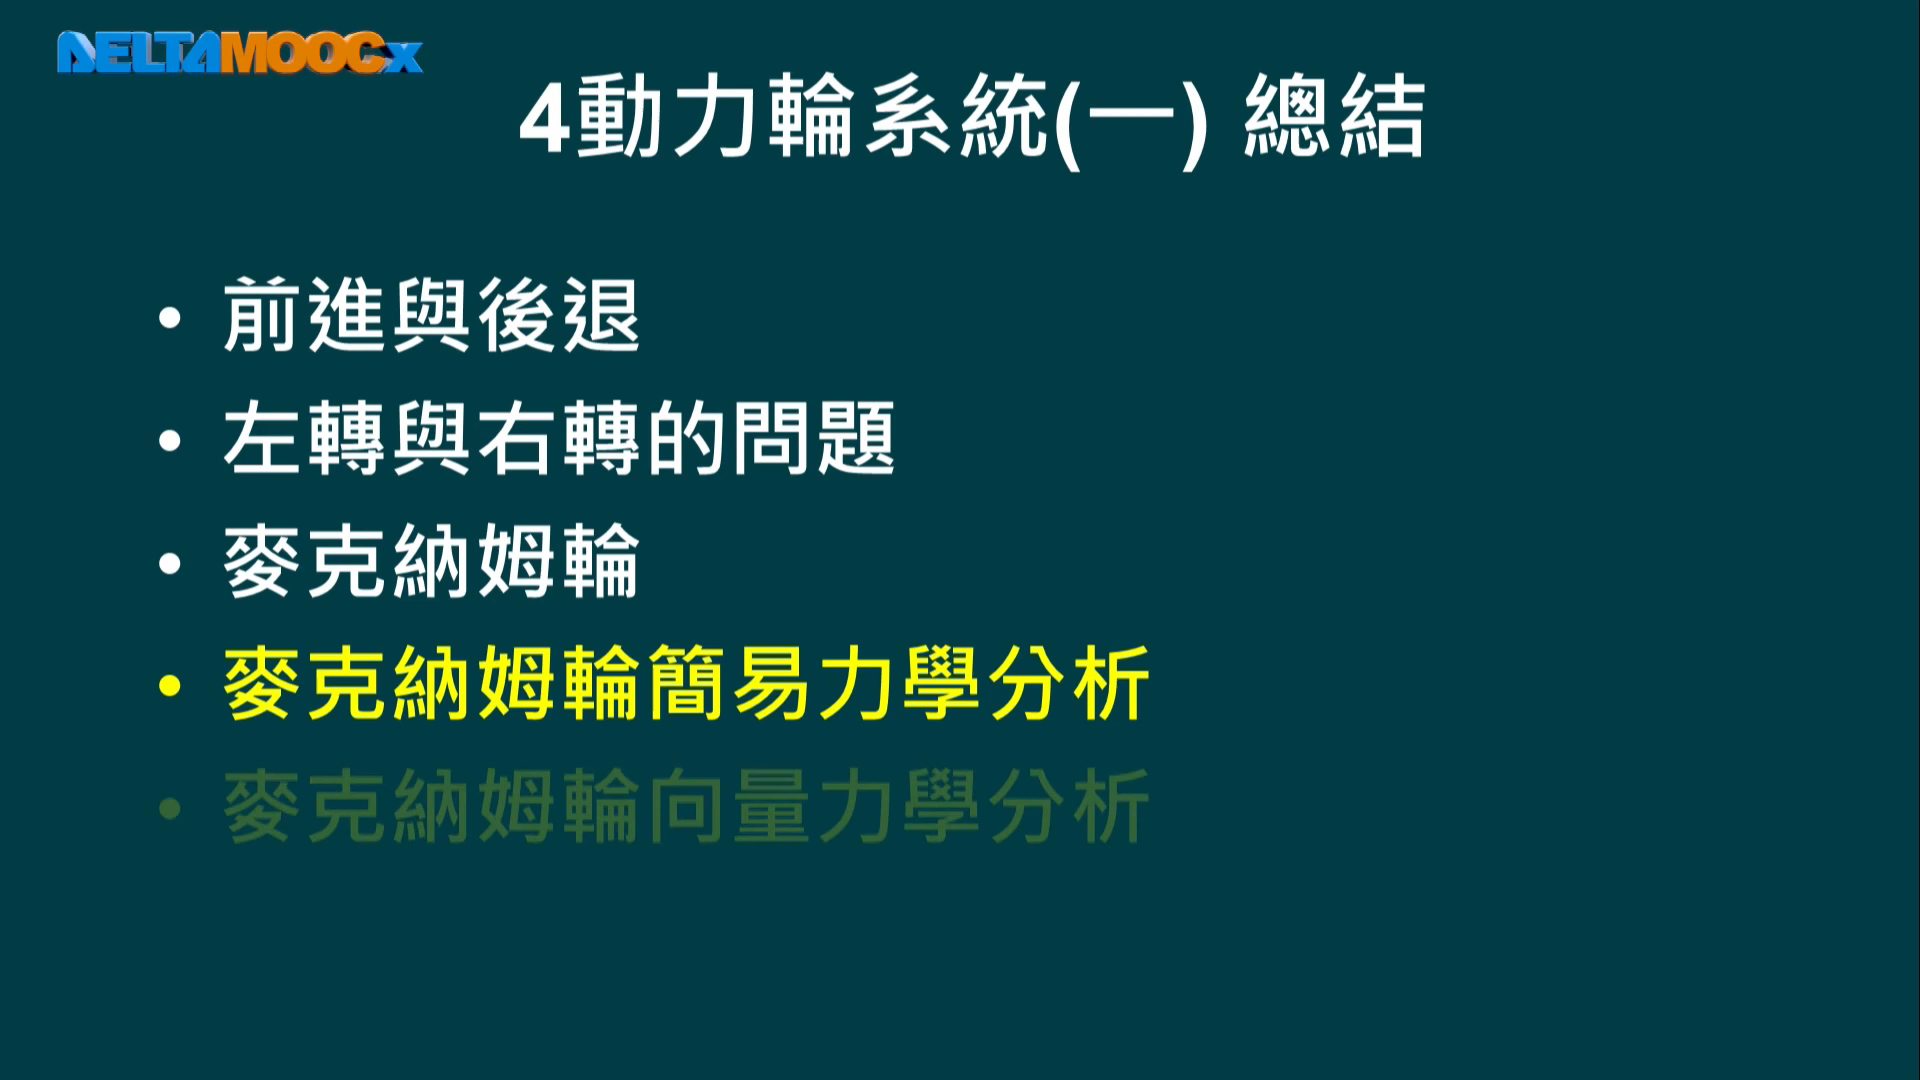 DELTAMOOCx
4動力輪系統(一) 總結
• 前進與後退
• 左轉與右轉的問題
• 麥克納姆輪
• 麥克納姆輪簡易力學分析
• 麥克納姆輪向量力學分析